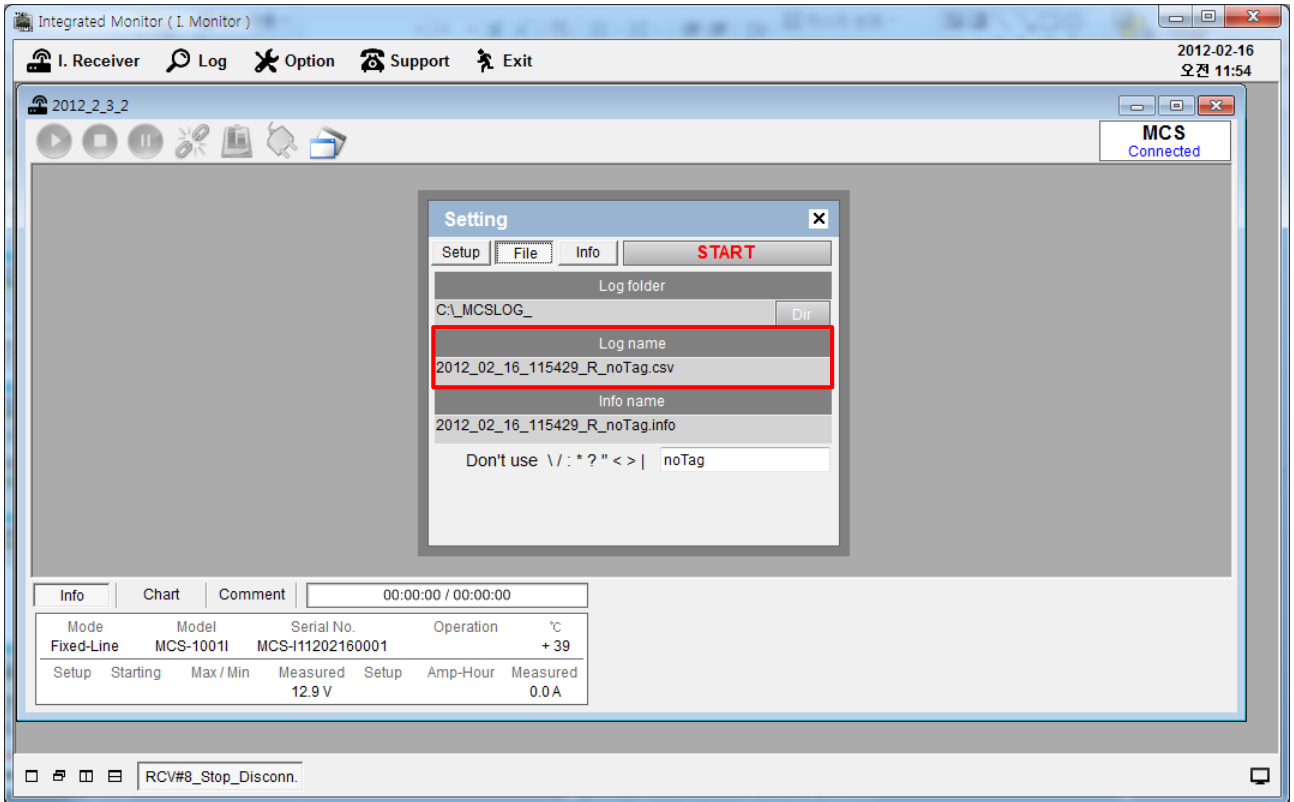 Integrated Monitor ( I. Monitor )
I. Receiver Log Option Support Exit
2012-02-16
오전 11:54
2012_2_3_2
MCS
Connected
Setting
Setup File Info START
Log folder
C:\_MCSLOG_ Dir
Log name
2012_02_16_115429_R_noTag.csv
Info name
2012_02_16_115429_R_noTag.info
Don't use \ / : * ? " < > | noTag
Info Chart Comment 00:00:00 / 00:00:00
Mode Model Serial No. Operation ℃
Fixed-Line MCS-1001I MCS-I11202160001 + 39
Setup Starting Max / Min Measured Setup Amp-Hour Measured
12.9 V 0.0 A
RCV#8_Stop_Disconn.